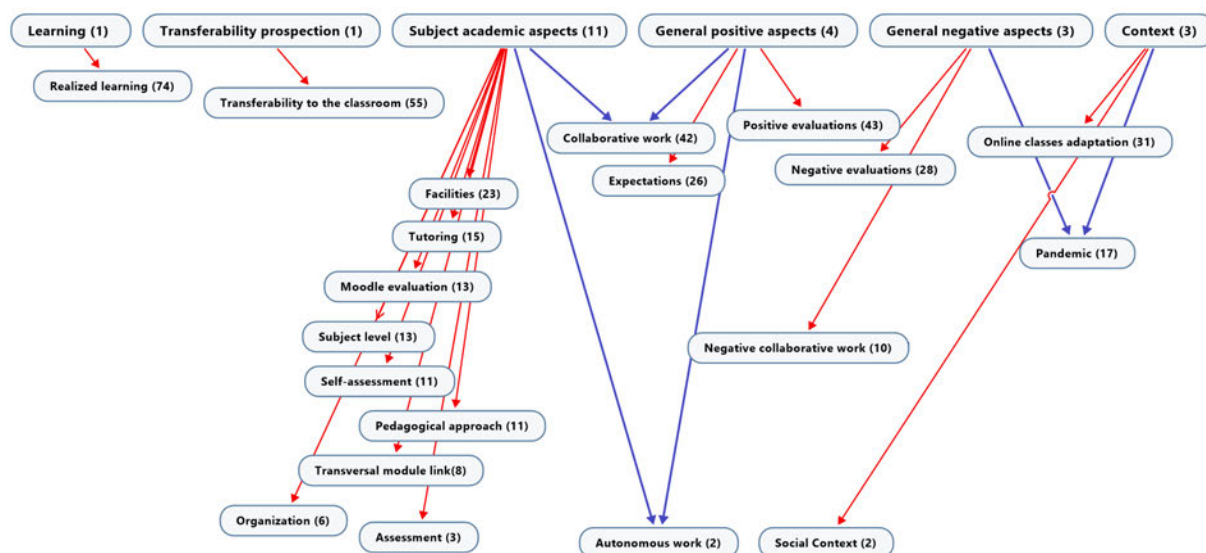 Learning (1)
Transferability prospection (1)
Subject academic aspects (11)
General positive aspects (4)
General negative aspects (3)
Context (3)
Realized learning (74)
Transferability to the classroom (55)
Positive evaluations (43)
Collaborative work (42)
Online classes adaptation (31)
Negative evaluations (28)
Expectations (26)
Facilities (23)
Tutoring (15)
Pandemic (17)
Moodle evaluation (13)
Subject level (13)
Negative collaborative work (10)
Self-assessment (11)
Pedagogical approach (11)
Transversal module link(8)
Organization (6)
Assessment (3)
Autonomous work (2)
Social Context (2)